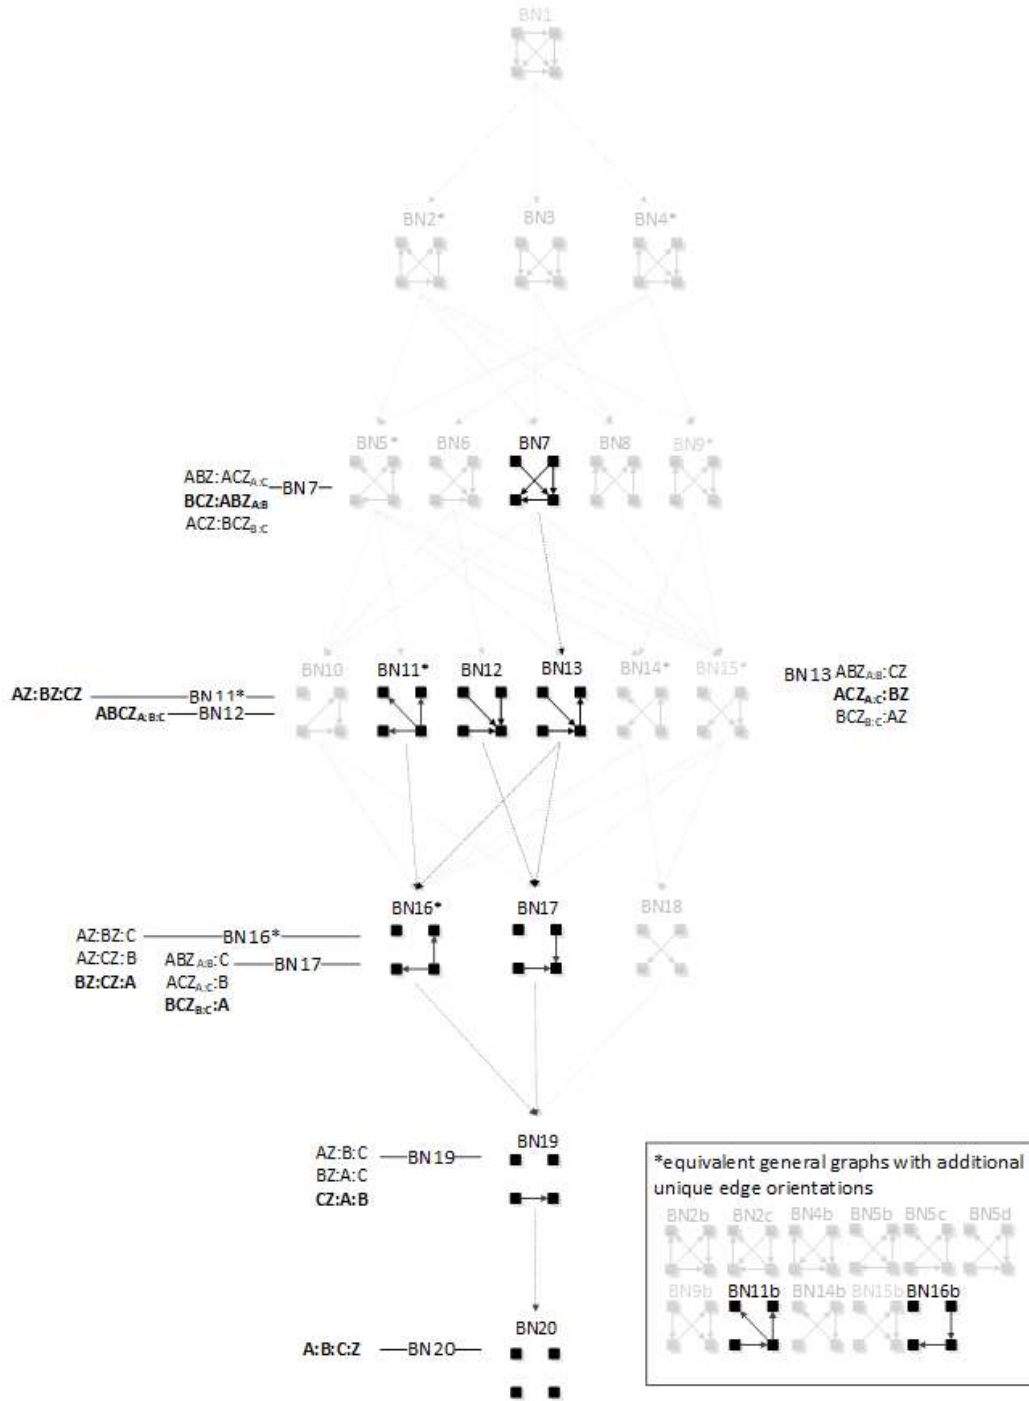 BN1
BN2* BN3 BN4*
BN5* BN6 BN7 BN8 BN9*
ABZ:ACZA:C
BN7
BCZ:ABZA:B
ACZ:BCZB:C
BN10 BN11* BN12 BN13 BN14* BN15*
AZ:BZ:CZ BN11*
ABCZA:B:C BN12
BN13 ABZA:B:CZ
ACZA:C:BZ
BCZB:C:AZ
BN16* BN17 BN18
AZ:BZ:C BN16*
AZ:CZ:B ABZA:B:C BN17
BZ:CZ:A ACZA:C:B
BCZB:C:A
BN19
AZ:B:C BN19
BZ:A:C
CZ:A:B
*equivalent general graphs with additional
unique edge orientations
BN2b BN2c BN4b BN5b BN5c BN5d
BN9b BN11b BN14b BN15b BN16b
BN20
A:B:C:Z BN20